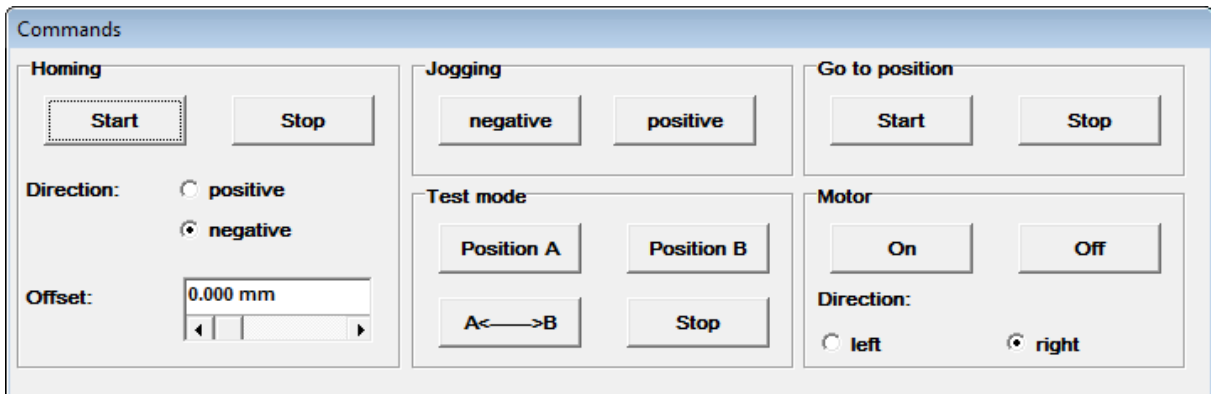 Commands
Homing
Start Stop
Direction: positive
negative
Offset: 0.000 mm
Jogging
negative positive
Test mode
Position A Position B
A<——>B Stop
Go to position
Start Stop
Motor
On Off
Direction:
left right